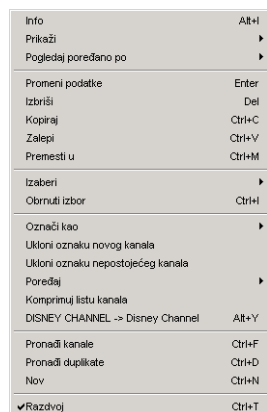 Info Alt+I
Prikaži
Pogledaj poređano po
Promeni podatke Enter
Izbriši Del
Kopiraj Ctrl+C
Zalepi Ctrl+V
Premesti u Ctrl+M
Izaberi
Obrnuti izbor Ctrl+I
Označi kao
Ukloni oznaku novog kanala
Ukloni oznaku nepostojećeg kanala
Poređaj
Komprimuj listu kanala
DISNEY CHANNEL -> Disney Channel Alt+Y
Pronađi kanale Ctrl+F
Pronađi duplikate Ctrl+D
Nov Ctrl+N
Razdvoj Ctrl+T